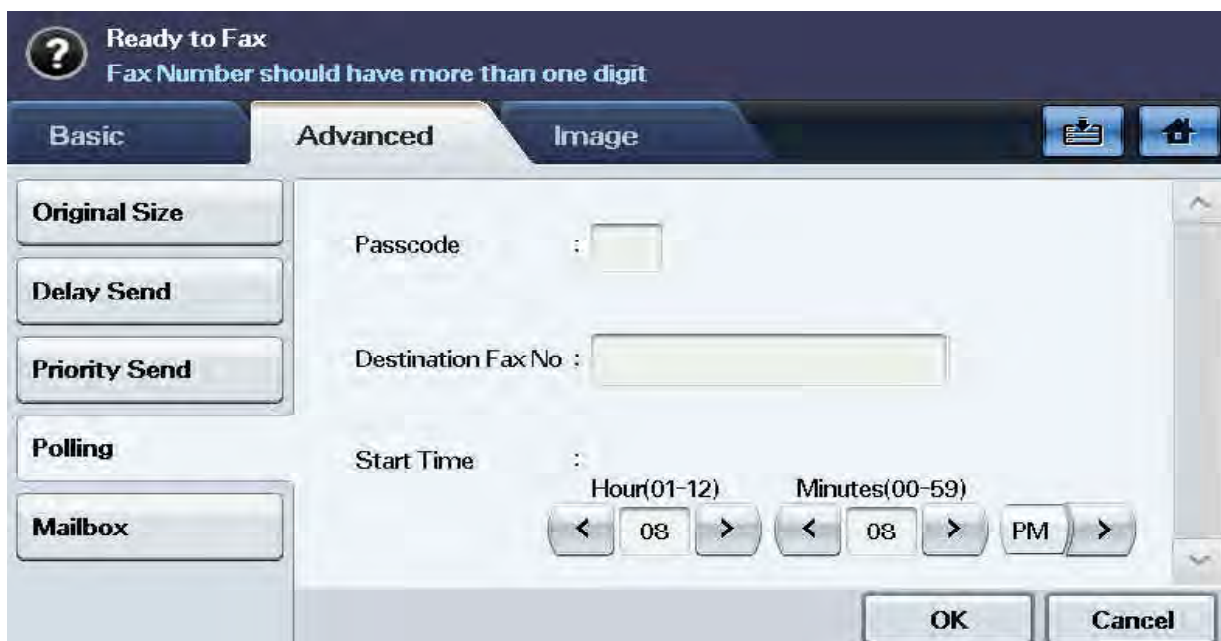 Ready to Fax
Fax Number should have more than one digit
Basic Advanced Image
Original Size
Delay Send
Priority Send
Polling
Mailbox
Passcode :
Destination Fax No :
Start Time :
Hour(01-12) Minutes(00-59)
< 08 > < 08 > PM >
OK Cancel